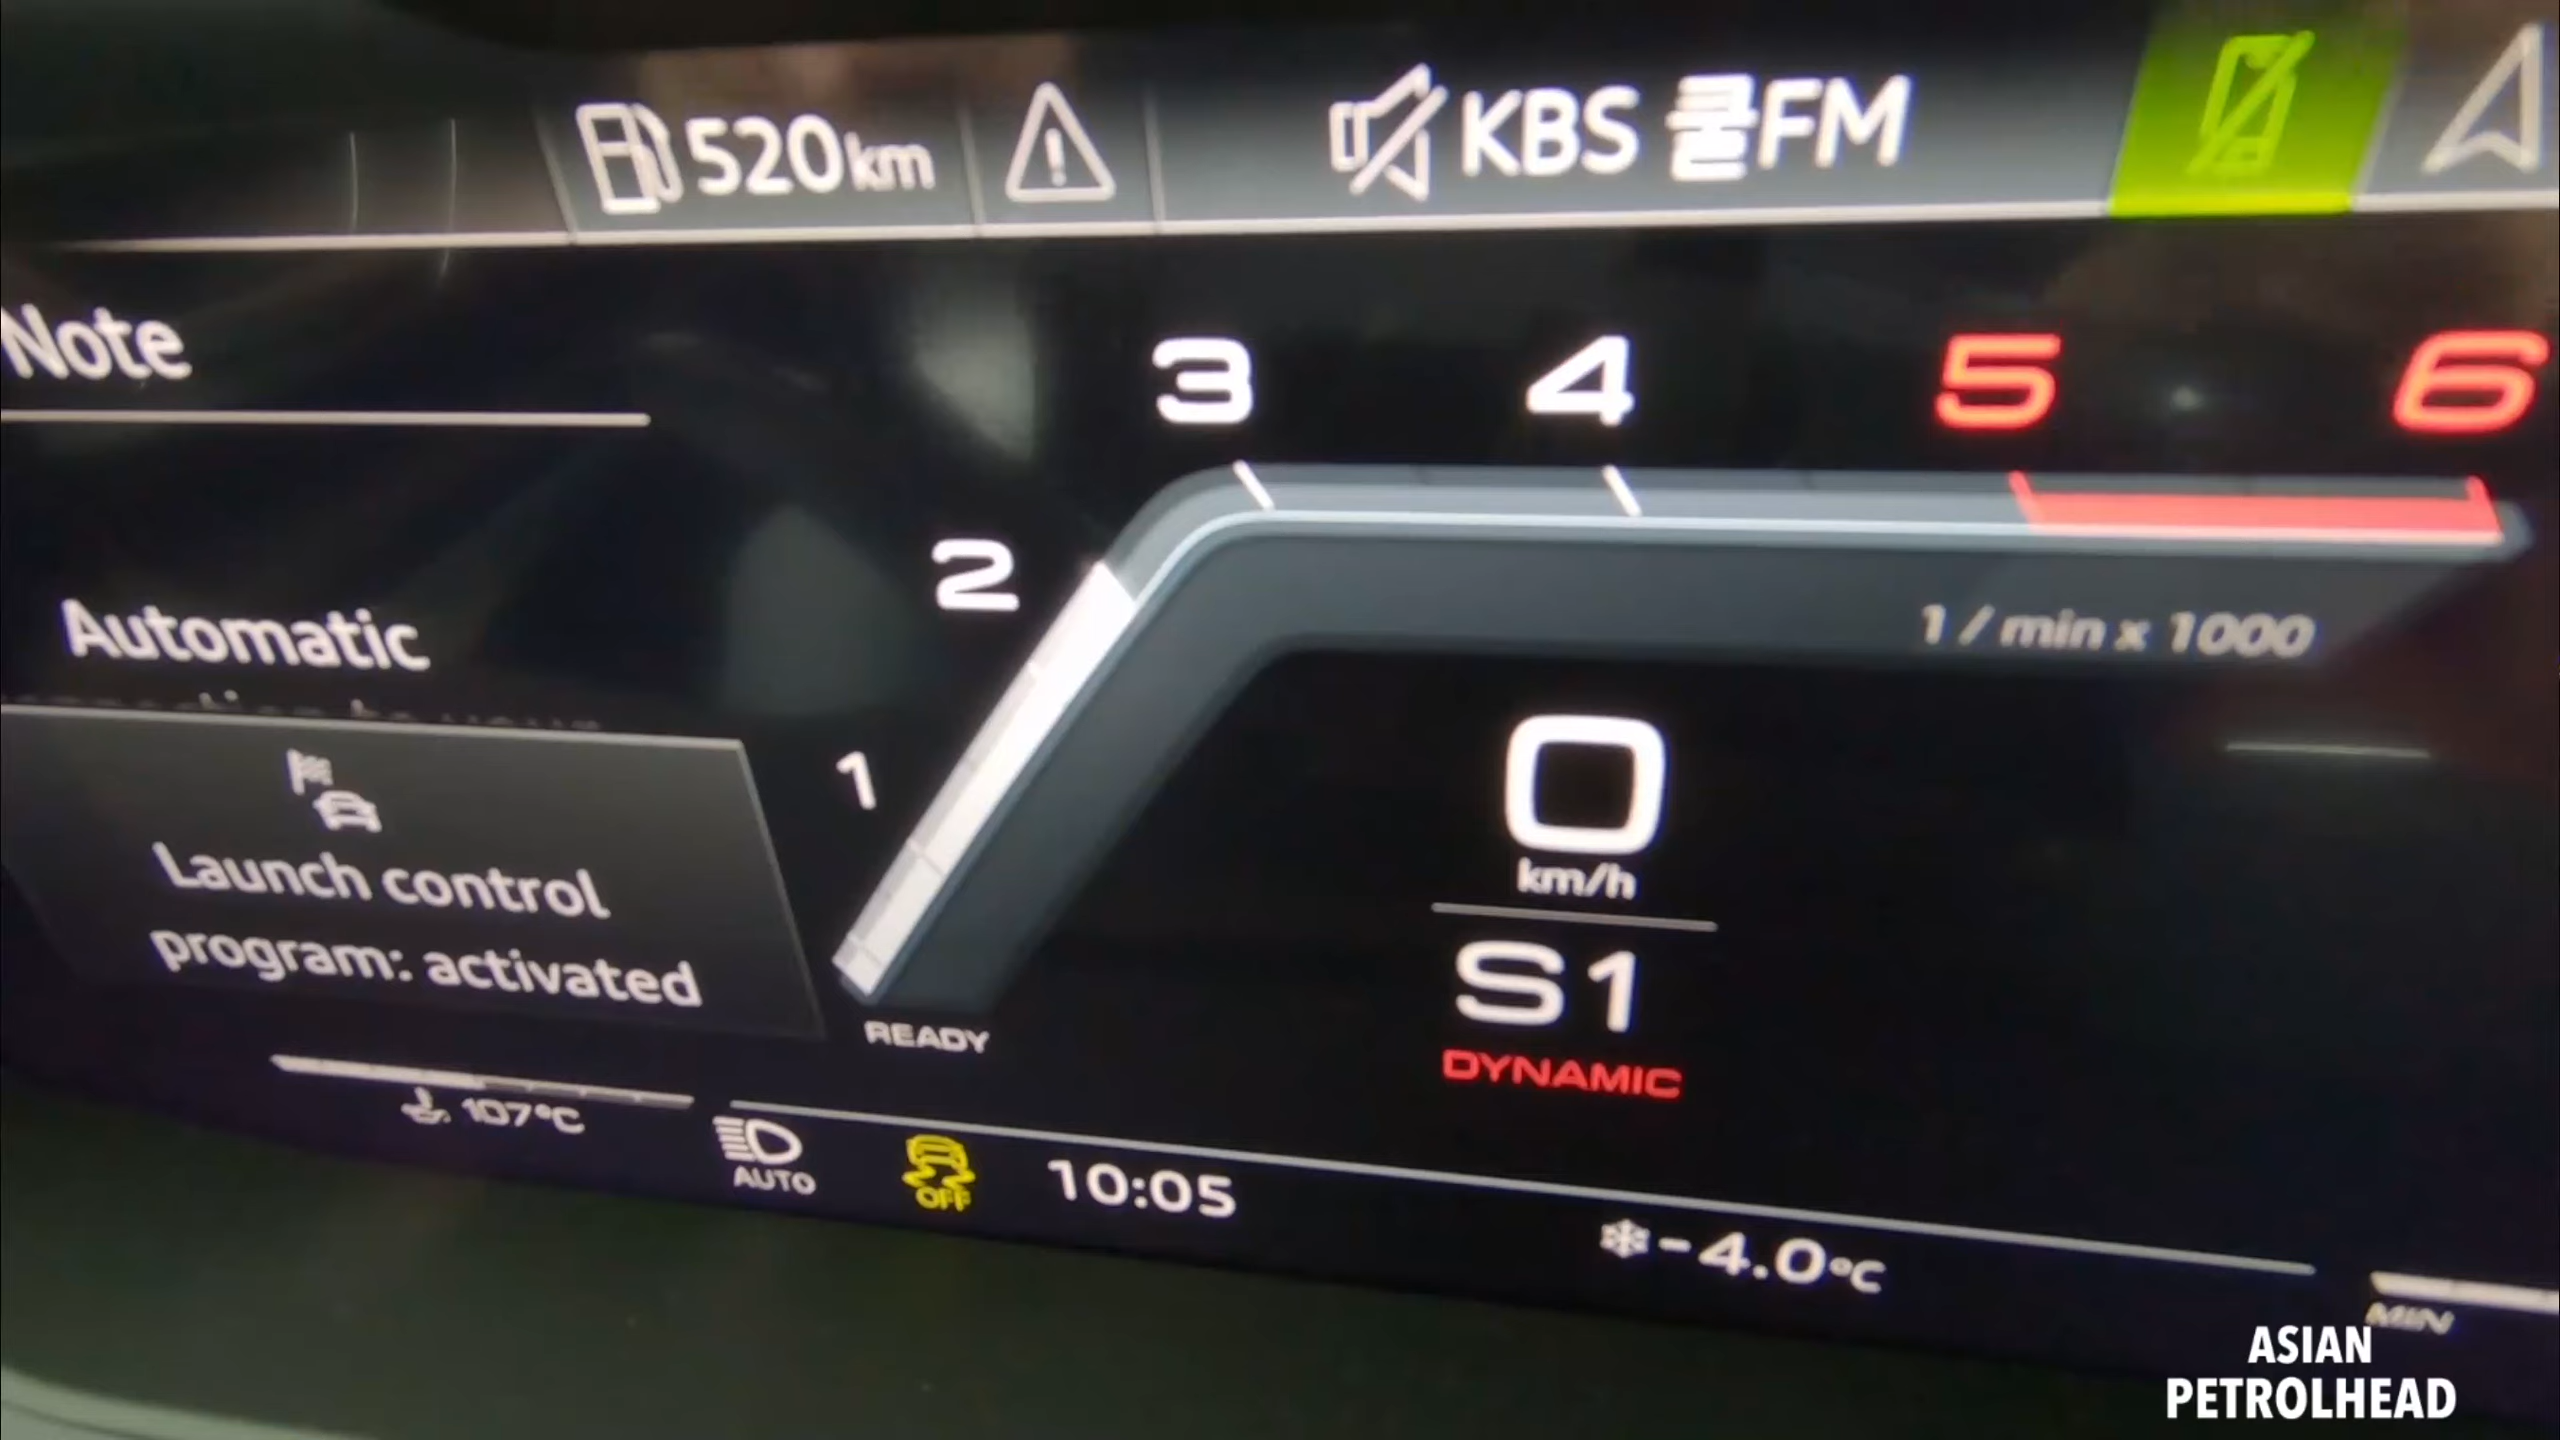 520km
KBS 쿨FM
Note
3 4 5 6
2
Automatic
1 / min x 1000
1
0
km/h
Launch control
program: activated
S1
READY
DYNAMIC
107°C
AUTO
OFF
10:05
-4.0°C
MIN
ASIAN
PETROLHEAD